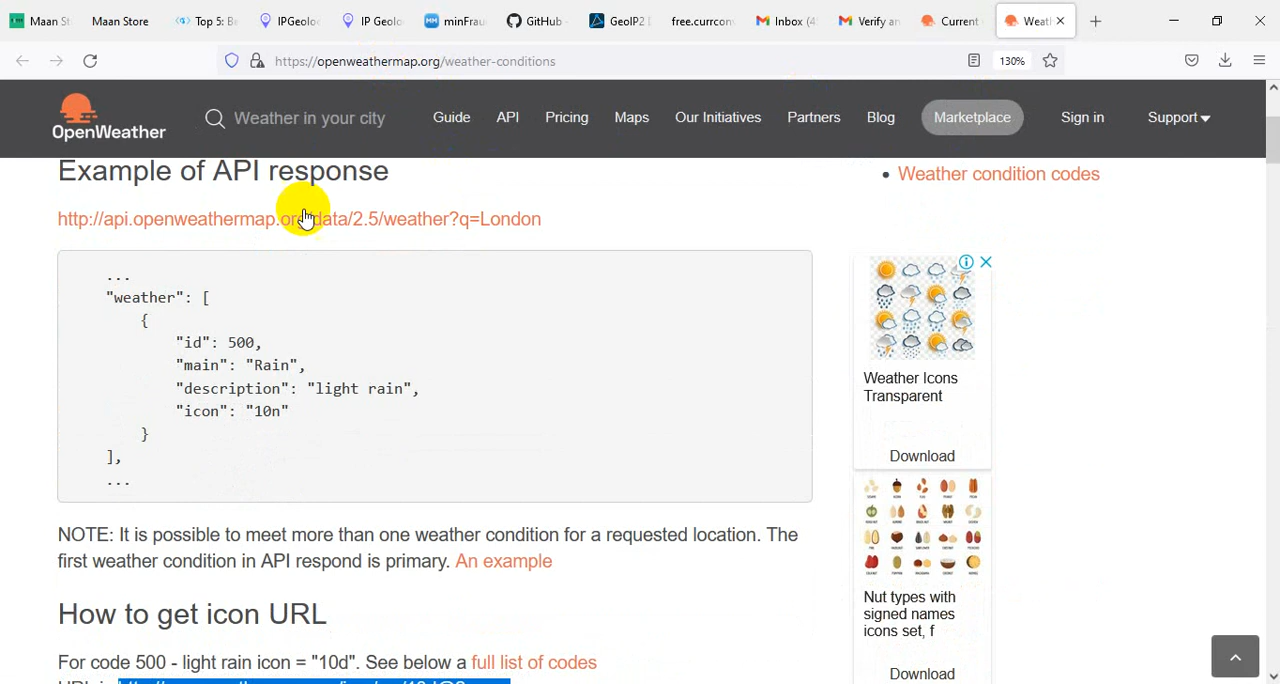 Maan St
Maan Store
Top 5: Be
IPGeolo
IP Geolo
minFrau
GitHub
GeoIP2
free.currcon
Inbox (4
Verify an
Current
Weat
https://openweathermap.org/weather-conditions
130%
OpenWeather
Weather in your city
Guide
API
Pricing
Maps
Our Initiatives
Partners
Blog
Marketplace
Sign in
Support
Example of API response
http://api.openweathermap.org/data/2.5/weather?q=London
...
"weather": [
{
"id": 500,
"main": "Rain",
"description": "light rain",
"icon": "10n"
}
],
...
NOTE: It is possible to meet more than one weather condition for a requested location. The
first weather condition in API respond is primary. An example
How to get icon URL
For code 500 - light rain icon = "10d". See below a full list of codes
Weather condition codes
Weather Icons
Transparent
Download
Nut types with
signed names
icons set, f
Download